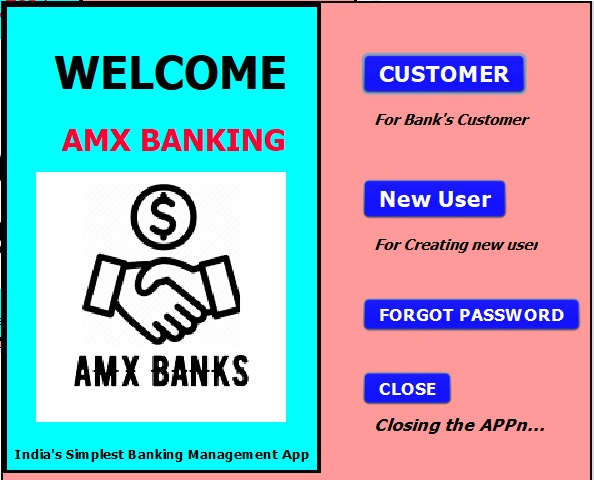 WELCOME
AMX BANKING
$
AMX BANKS
India's Simplest Banking Management App
CUSTOMER
For Bank's Customer
New User
For Creating new user
FORGOT PASSWORD
CLOSE
Closing the APPn...